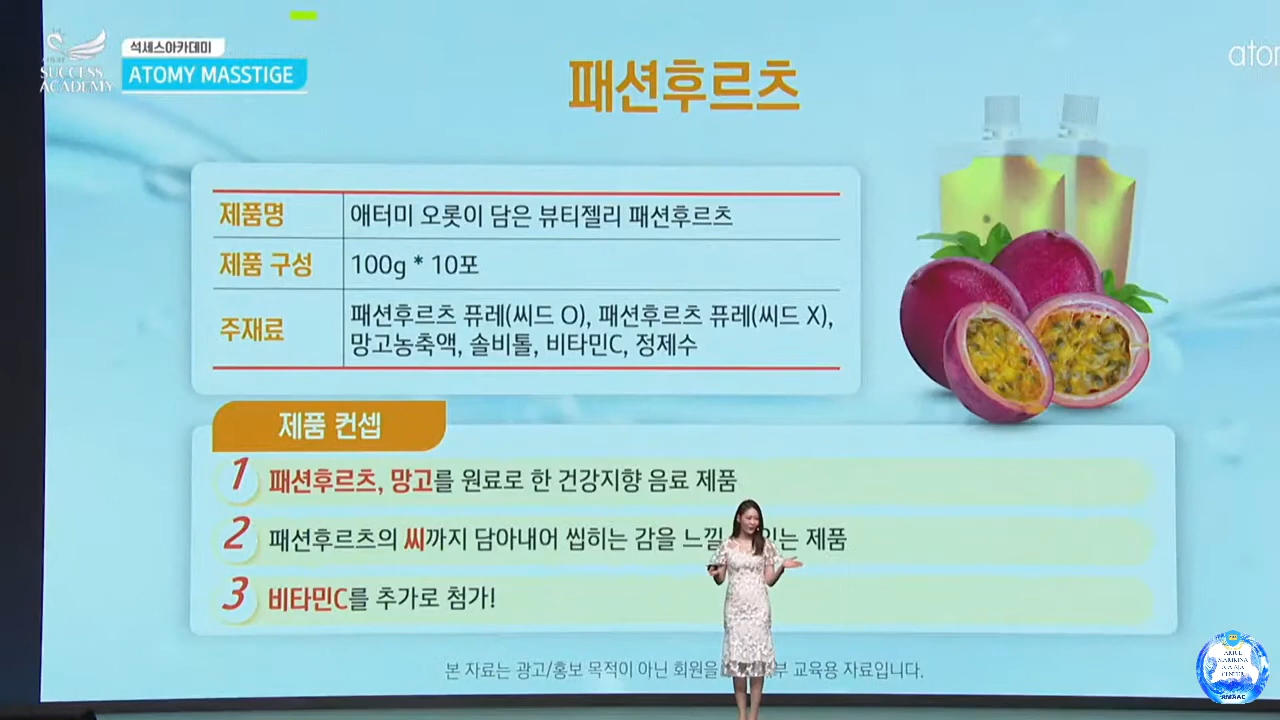 석세스아카데미
SUCCESS
ACADEMY
ATOMY MASSTIGE
패션후르츠
제품명
애터미 오롯이 담은 뷰티젤리 패션후르츠
제품 구성
100g * 10포
주재료
패션후르츠 퓨레(씨드 O), 패션후르츠 퓨레(씨드 X),
망고농축액, 솔비톨, 비타민C, 정제수
제품 컨셉
1 패션후르츠, 망고를 원료로 한 건강지향 음료 제품
2 패션후르츠의 씨까지 담아내어 씹히는 감을 느낄 있는 제품
3 비타민C를 추가로 첨가!
본 자료는 광고/홍보 목적이 아닌 회원을 교육용 자료입니다.